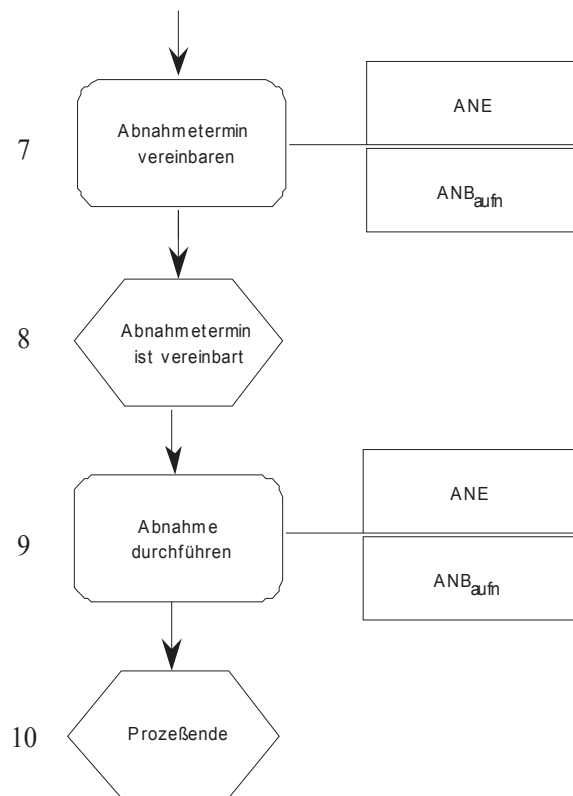 7
Abnahmetermin
vereinbaren
ANE
ANBaufn
8
Abnahmetermin
ist vereinbart
9
Abnahme
durchführen
ANE
ANBaufn
10
Prozeßende